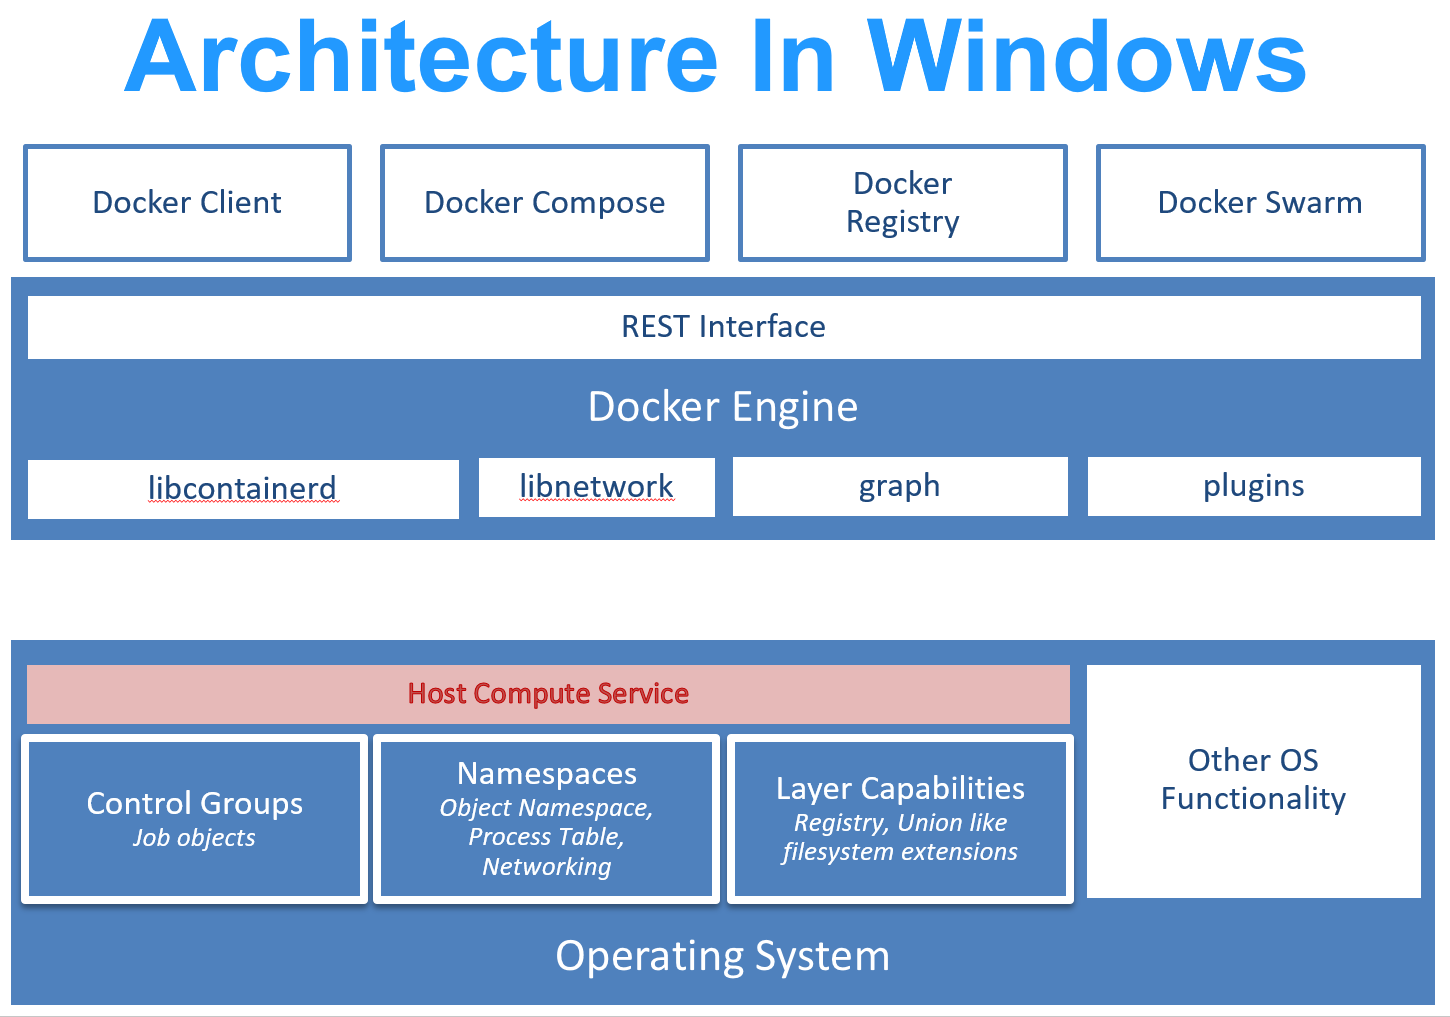 Architecture In Windows
Docker Client
Docker Compose
Docker
Registry
Docker Swarm
REST Interface
Docker Engine
libcontainerd
libnetwork
graph
plugins
Host Compute Service
Control Groups
Job objects
Namespaces
Object Namespace,
Process Table,
Networking
Layer Capabilities
Registry, Union like
filesystem extensions
Other OS
Functionality
Operating System